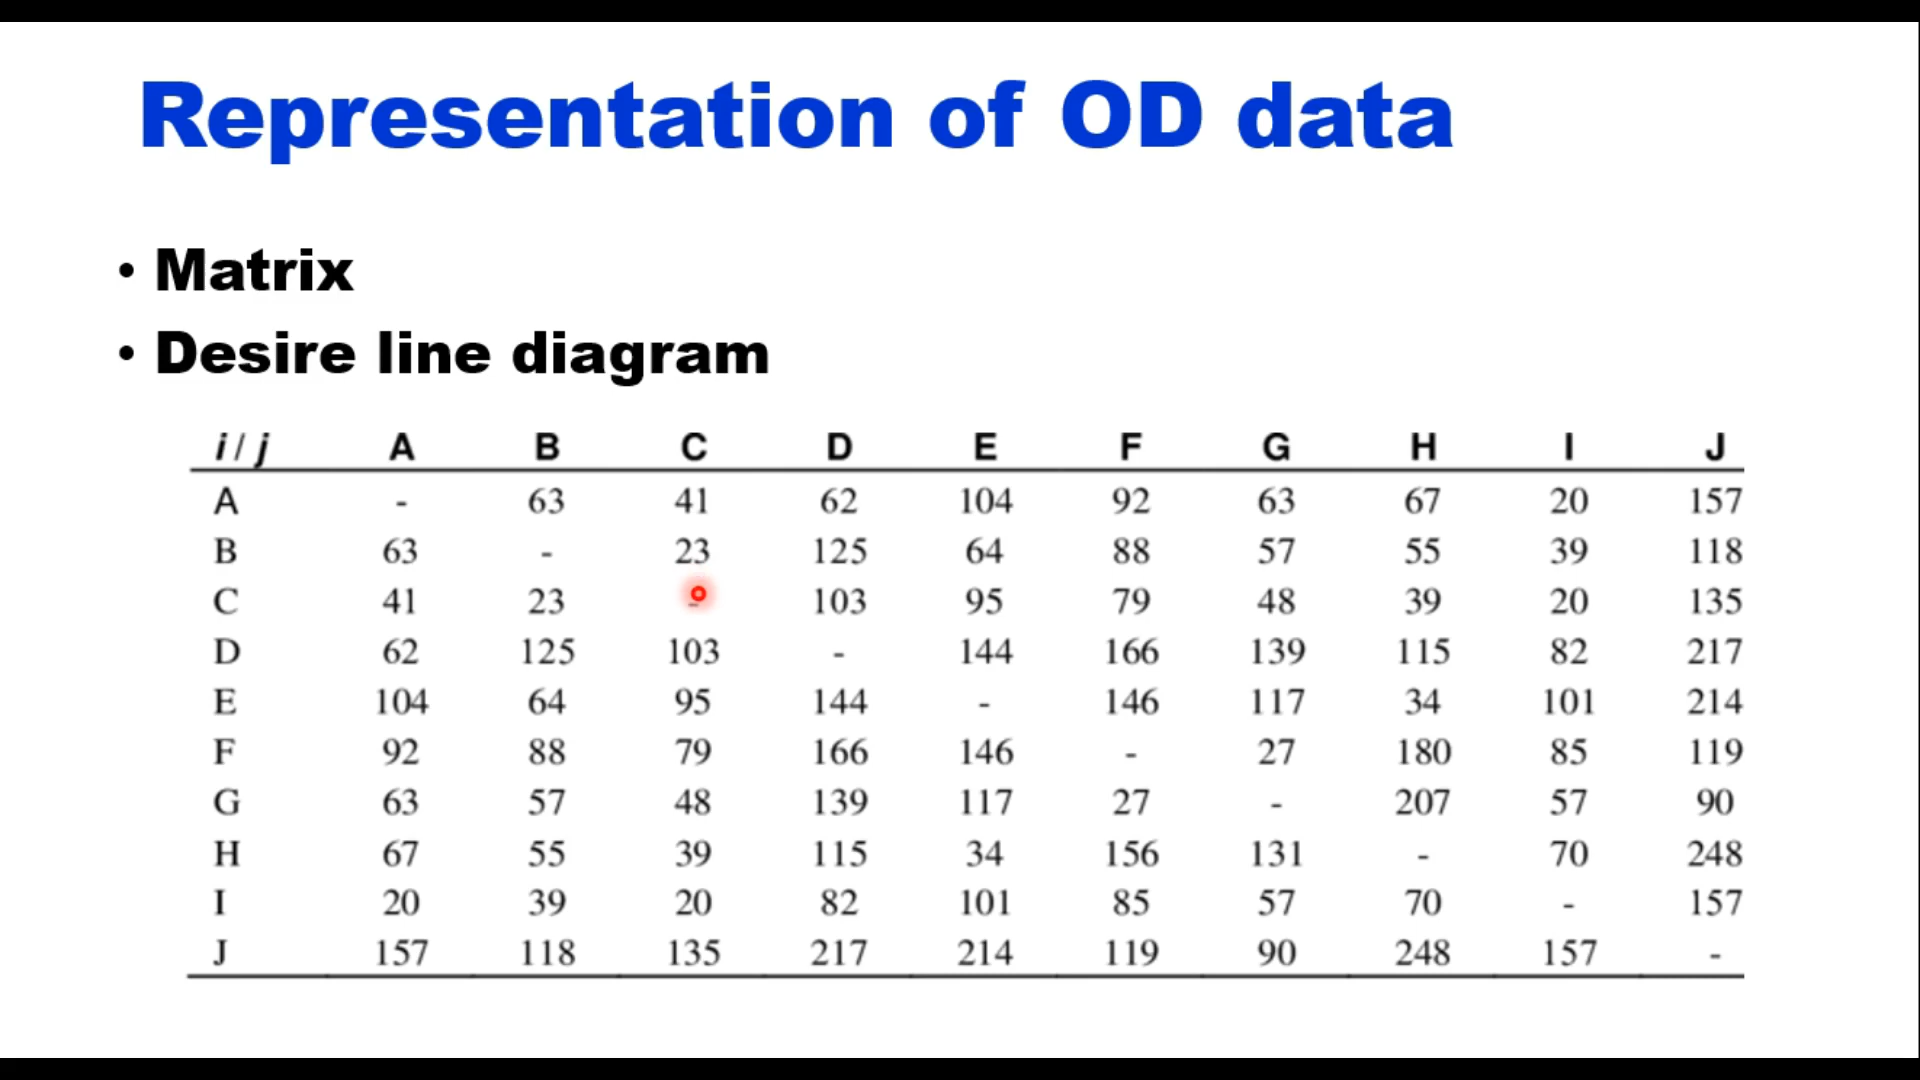 Representation of OD data
• Matrix
• Desire line diagram
i / j A B C D E F G H I J
A - 63 41 62 104 92 63 67 20 157
B 63 - 23 125 64 88 57 55 39 118
C 41 23 - 103 95 79 48 39 20 135
D 62 125 103 - 144 166 139 115 82 217
E 104 64 95 144 - 146 117 34 101 214
F 92 88 79 166 146 - 27 180 85 119
G 63 57 48 139 117 27 - 207 57 90
H 67 55 39 115 34 156 131 - 70 248
I 20 39 20 82 101 85 57 70 - 157
J 157 118 135 217 214 119 90 248 157 -